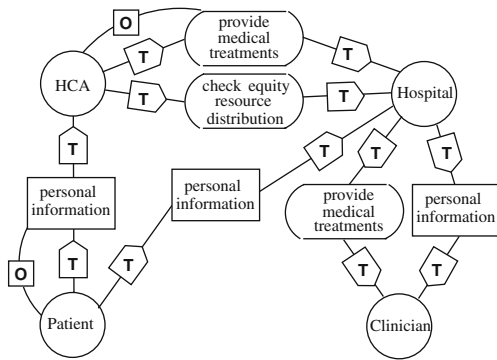 O
provide
medical
treatments
T
T
HCA
T
check equity
resource
distribution
T
Hospital
T
T
T
T
personal
information
personal
information
provide
medical
treatments
personal
information
O
T
T
T
T
Patient
Clinician